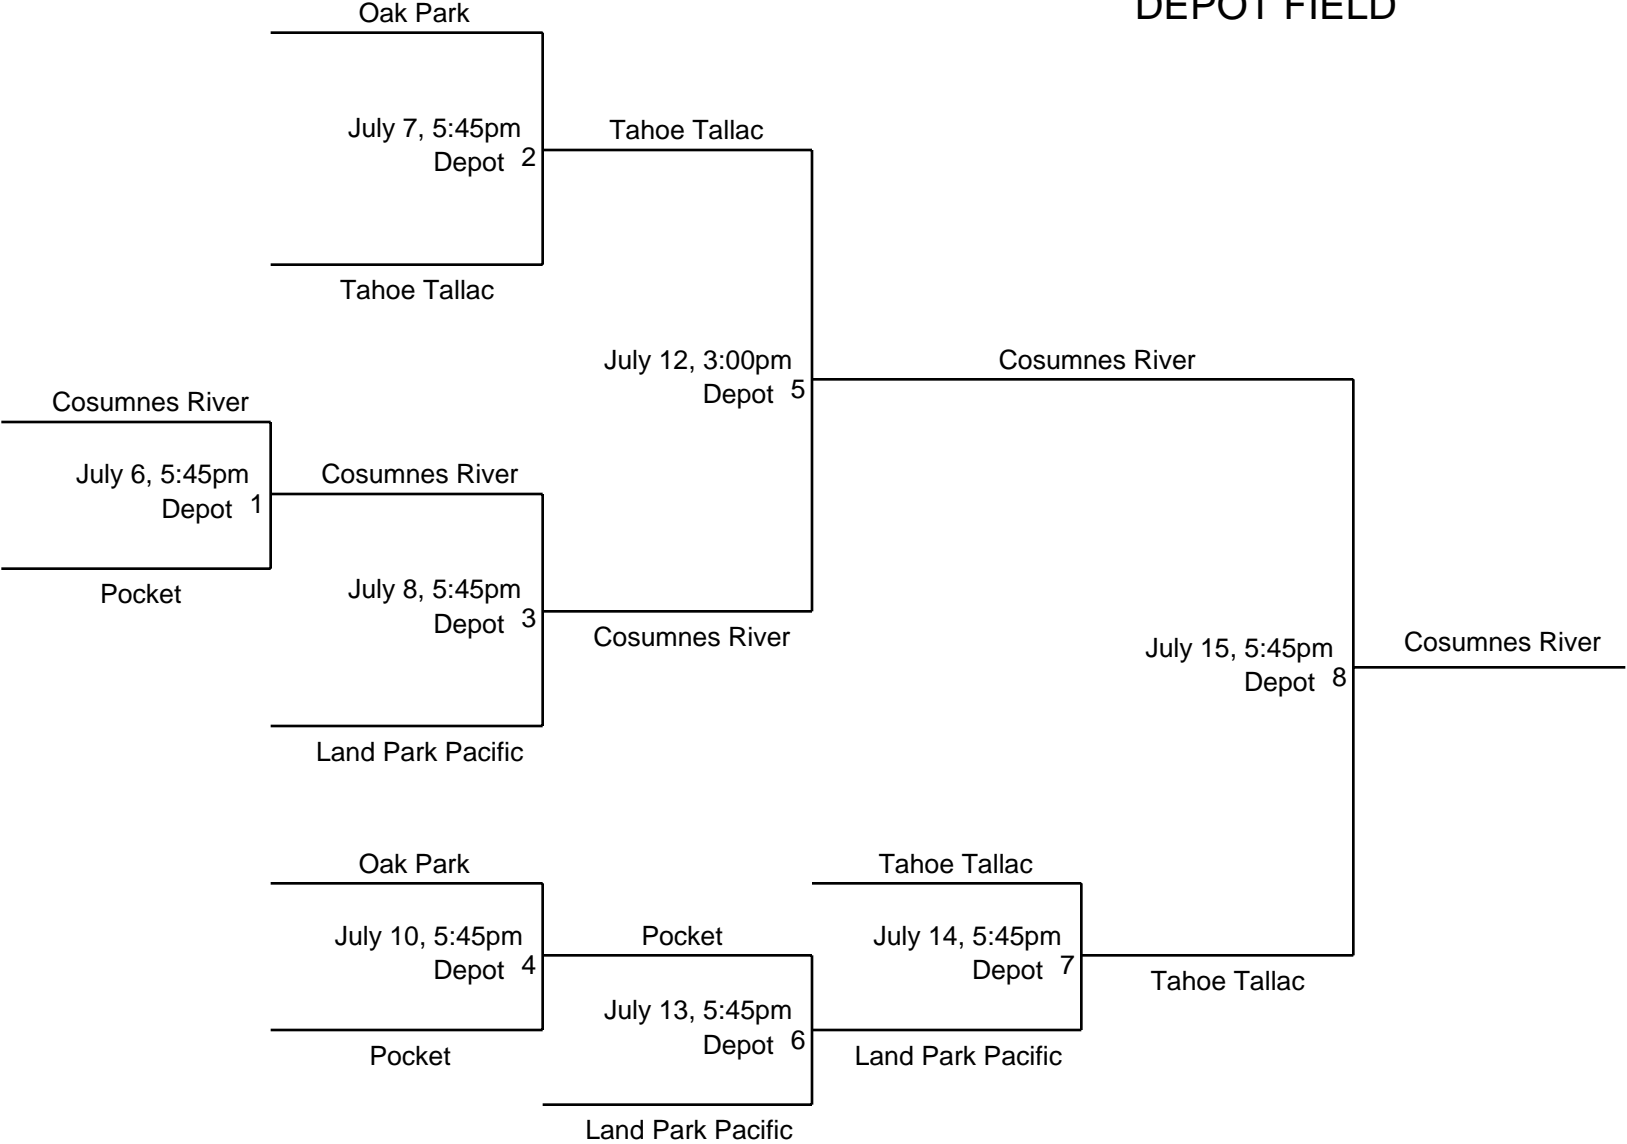 DEPOT FIELD
Oak Park
July 7, 5:45pm
Depot 2
Tahoe Tallac
Tahoe Tallac
July 12, 3:00pm
Depot 5
Cosumnes River
Cosumnes River
July 6, 5:45pm
Depot 1
Cosumnes River
Pocket
July 8, 5:45pm
Depot 3
Cosumnes River
July 15, 5:45pm
Depot 8
Cosumnes River
Land Park Pacific
Oak Park
Tahoe Tallac
July 10, 5:45pm
Depot 4
Pocket
July 14, 5:45pm
Depot 7
Tahoe Tallac
July 13, 5:45pm
Depot 6
Pocket
Land Park Pacific
Land Park Pacific